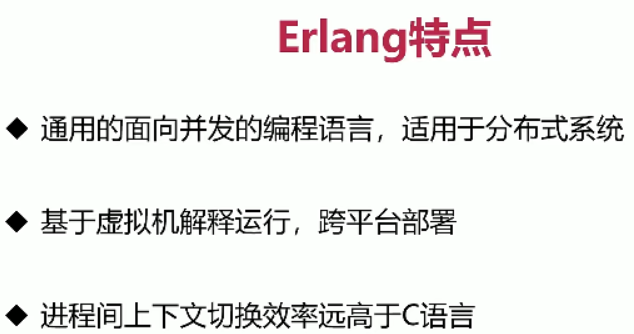 Erlang特点
◆ 通用的面向并发的编程语言，适用于分布式系统
◆ 基于虚拟机解释运行，跨平台部署
◆ 进程间上下文切换效率远高于C语言